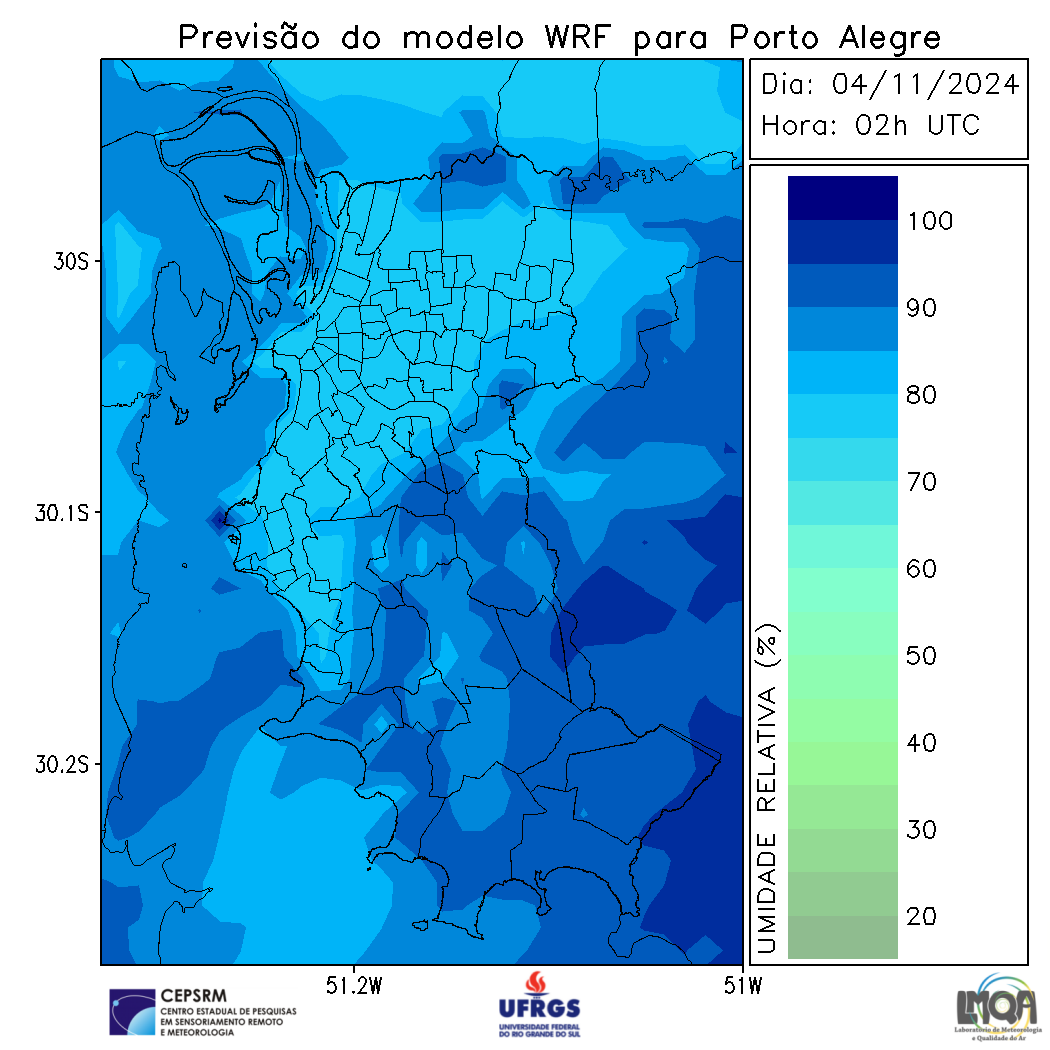 Previsão do modelo WRF para Porto Alegre
Dia: 04/11/2024
Hora: 02h UTC
30S
30.1S
30.2S
51.2W
51W
100
90
80
70
60
50
40
30
20
UMIDADE RELATIVA (%)
CEPSRM
CENTRO ESTADUAL DE PESQUISAS
EM SENSORIAMENTO REMOTO
E METEOROLOGIA
UFRGS
UNIVERSIDADE FEDERAL
DO RIO GRANDE DO SUL
LMQA
Laboratório de Meteorologia
e Qualidade do Ar